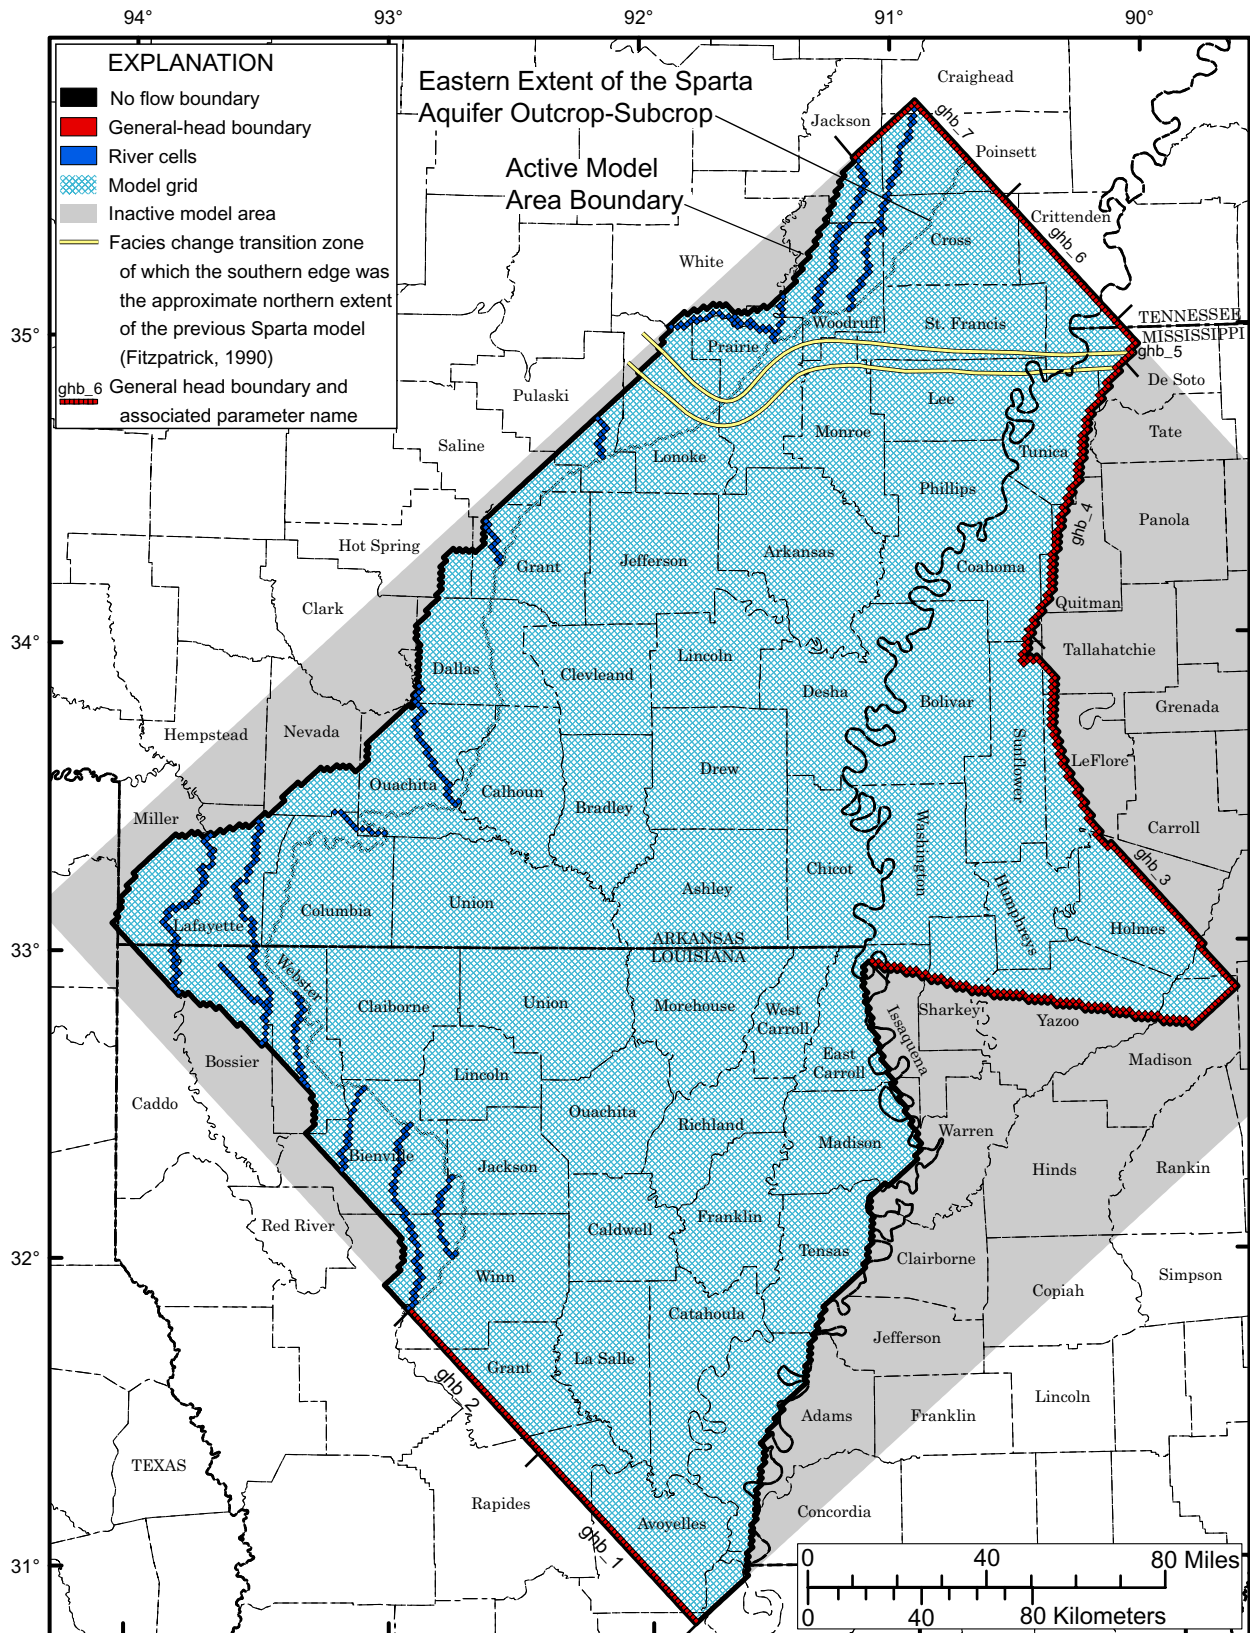 94°
93°
92°
91°
90°
EXPLANATION
No flow boundary
General-head boundary
River cells
Model grid
Inactive model area
Facies change transition zone
of which the southern edge was
the approximate northern extent
of the previous Sparta model
(Fitzpatrick, 1990)
ghb_6 General head boundary and
associated parameter name
Eastern Extent of the Sparta
Aquifer Outcrop-Subcrop
Active Model
Area Boundary
Craighead
Jackson
ghb_7
Poinsett
Crittenden
ghb_6
Cross
White
35°
Woodruff
St. Francis
TENNESSEE
MISSISSIPPI
Prairie
ghb_5
De Soto
Pulaski
Lee
Tate
Saline
Lonoke
Monroe
Tunica
Phillips
Panola
ghb_4
Hot Spring
Grant
Jefferson
Arkansas
Coahoma
Quitman
Clark
34°
Dallas
Clevleand
Lincoln
Tallahatchie
Desha
Bolivar
Grenada
Hempstead
Nevada
Sunflower
LeFlore
Drew
Ouachita
Calhoun
Bradley
Miller
Carroll
Washington
ghb_3
Chicot
Ashley
Union
Columbia
Lafayette
Humphreys
Holmes
33°
ARKANSAS
LOUISIANA
Webster
Claiborne
Union
Morehouse
West
Carroll
Issaquena
Sharkey
Yazoo
Madison
Bossier
East
Carroll
Lincoln
Caddo
Ouachita
Richland
Madison
Warren
Bienville
Jackson
Hinds
Rankin
Red River
Caldwell
Franklin
Tensas
32°
Clairborne
Winn
Copiah
Simpson
Catahoula
Jefferson
La Salle
Grant
ghb_2
Lincoln
Adams
Franklin
TEXAS
Rapides
Concordia
Avoyelles
ghb_1
31°
0
40
80 Miles
0
40
80 Kilometers